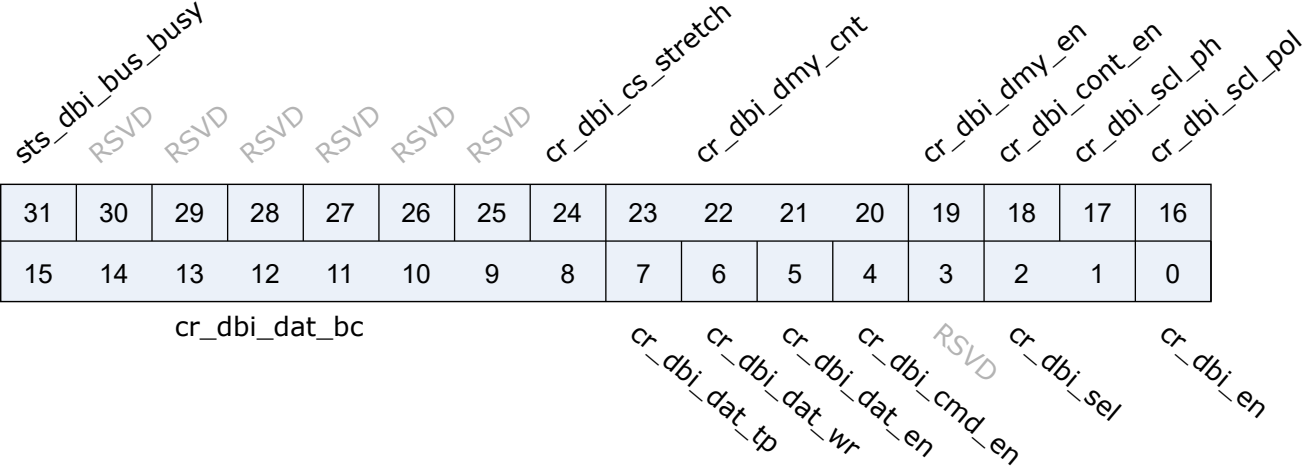 sts_dbi_bus_busy
RSVD
RSVD
RSVD
RSVD
RSVD
RSVD
cr_dbi_cs_stretch
cr_dbi_dmy_cnt
cr_dbi_dmy_en
cr_dbi_cont_en
cr_dbi_scl_ph
cr_dbi_scl_pol
31 30 29 28 27 26 25 24 23 22 21 20 19 18 17 16
15 14 13 12 11 10 9 8 7 6 5 4 3 2 1 0
cr_dbi_dat_bc
cr_dbi_dat_tp
cr_dbi_dat_wr
cr_dbi_dat_en
cr_dbi_cmd_en
RSVD
cr_dbi_sel
cr_dbi_en